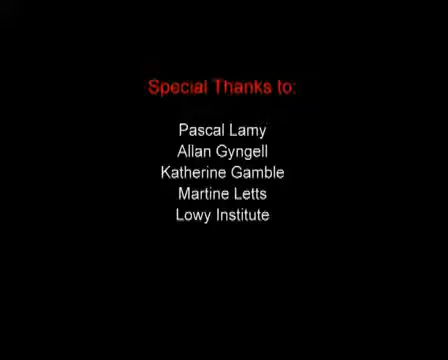 Special Thanks to:
Pascal Lamy
Allan Gyngell
Katherine Gamble
Martine Letts
Lowy Institute